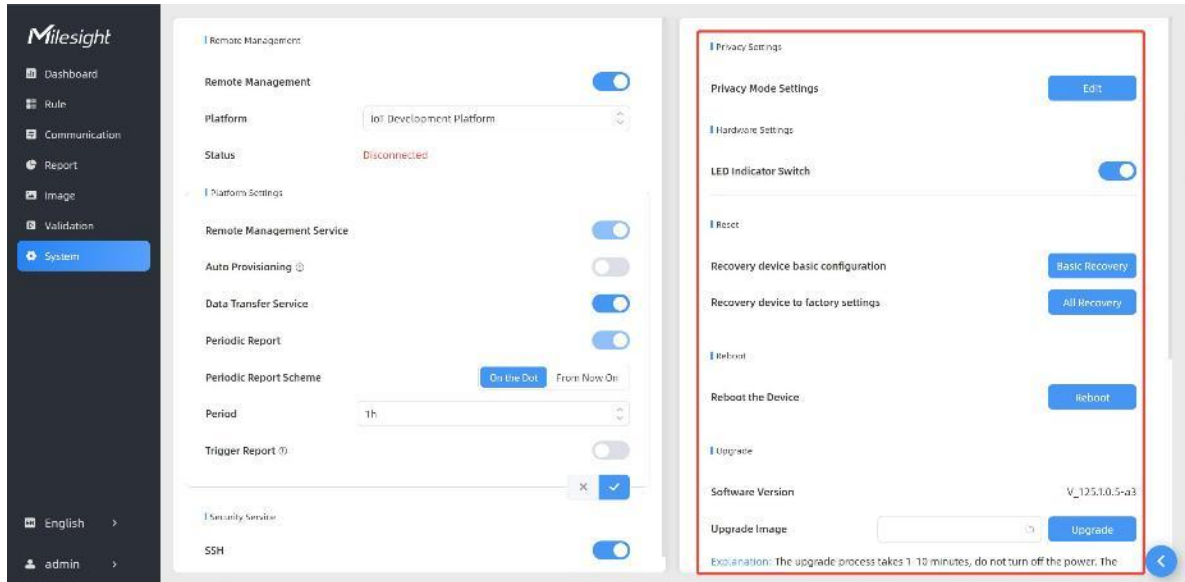 Milesight
Dashboard
Rule
Communication
Report
Image
Validation
System
English
admin
Remote Management
Remote Management
Platform
IoT Development Platform
Status
Disconnected
Platform Settings
Remote Management Service
Auto Provisioning
Data Transfer Service
Periodic Report
Periodic Report Scheme
On the Dot From Now On
Period
1h
Trigger Report
Security Service
SSH
Privacy Settings
Privacy Mode Settings
Edit
Hardware Settings
LED Indicator Switch
Reset
Recovery device basic configuration
Basic Recovery
Recovery device to factory settings
All Recovery
Reboot
Reboot the Device
Reboot
Upgrade
Software Version
V_125.1.0.5-a3
Upgrade Image
Upgrade
Explanation: The upgrade process takes 1-10 minutes, do not turn off the power. The